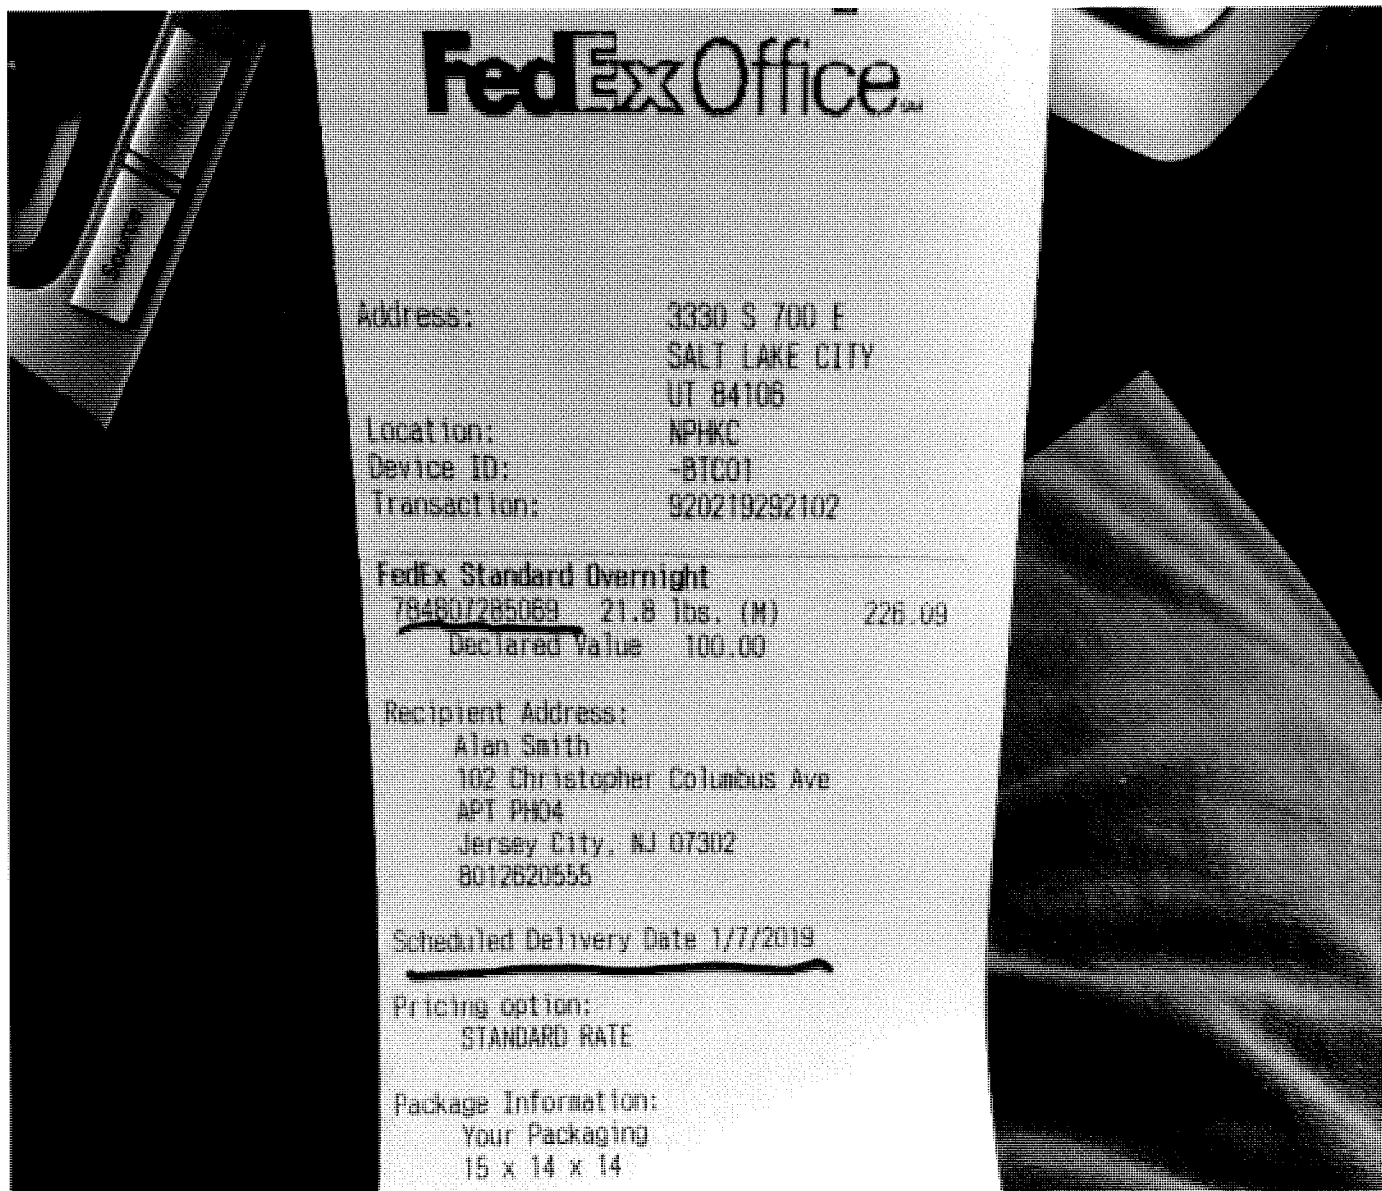 FedEx Office SM
Source
Address: 3330 S 700 E
SALT LAKE CITY
UT 84106
Location: NPHKC
Device ID: -BTC01
Transaction: 920219292102
FedEx Standard Overnight
784807285069 21.8 lbs. (M) 226.09
Declared Value 100.00
Recipient Address:
Alan Smith
102 Christopher Columbus Ave
APT PH04
Jersey City, NJ 07302
8012620555
Scheduled Delivery Date 1/7/2019
Pricing option:
STANDARD RATE
Package Information:
Your Packaging
15 x 14 x 14